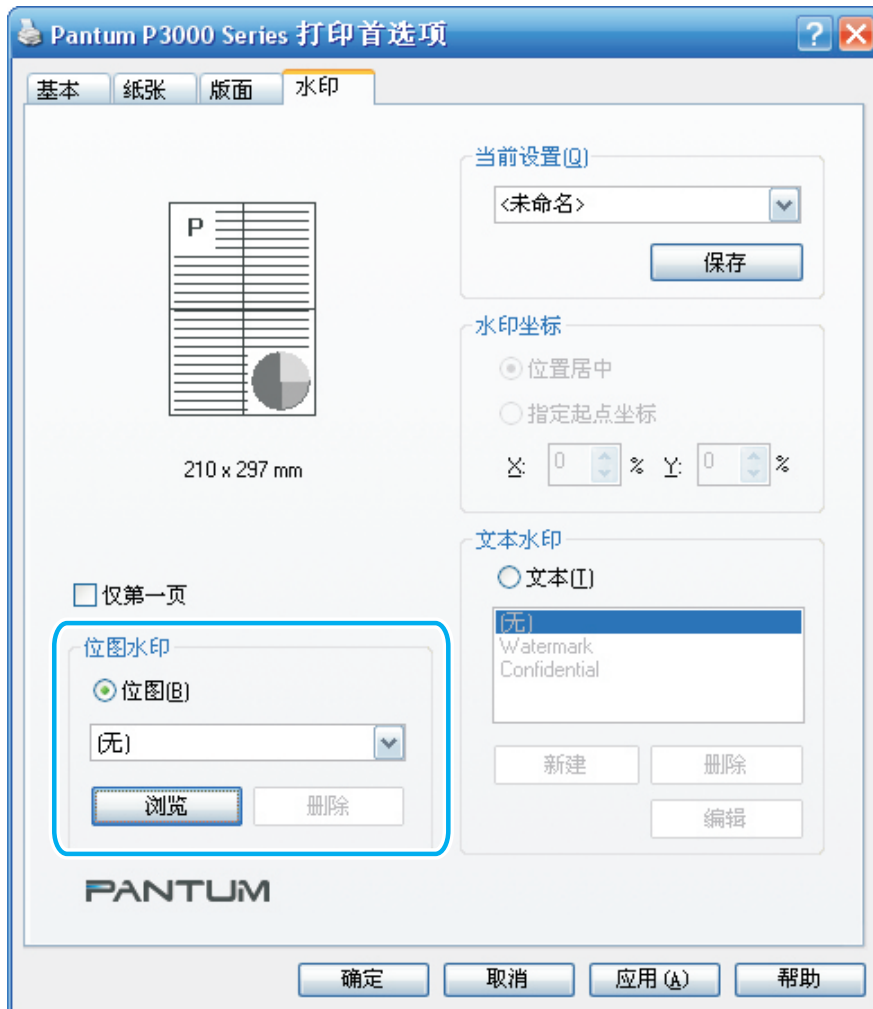 Pantum P3000 Series 打印首选项
基本 纸张 版面 水印
P
210 x 297 mm
仅第一页
位图水印
位图(B)
(无)
浏览 删除
PANTUM
当前设置(Q)
<未命名>
保存
水印坐标
位置居中
指定起点坐标
X: 0 % Y: 0 %
文本水印
文本(T)
(无)
Watermark
Confidential
新建 删除
编辑
确定 取消 应用(A) 帮助